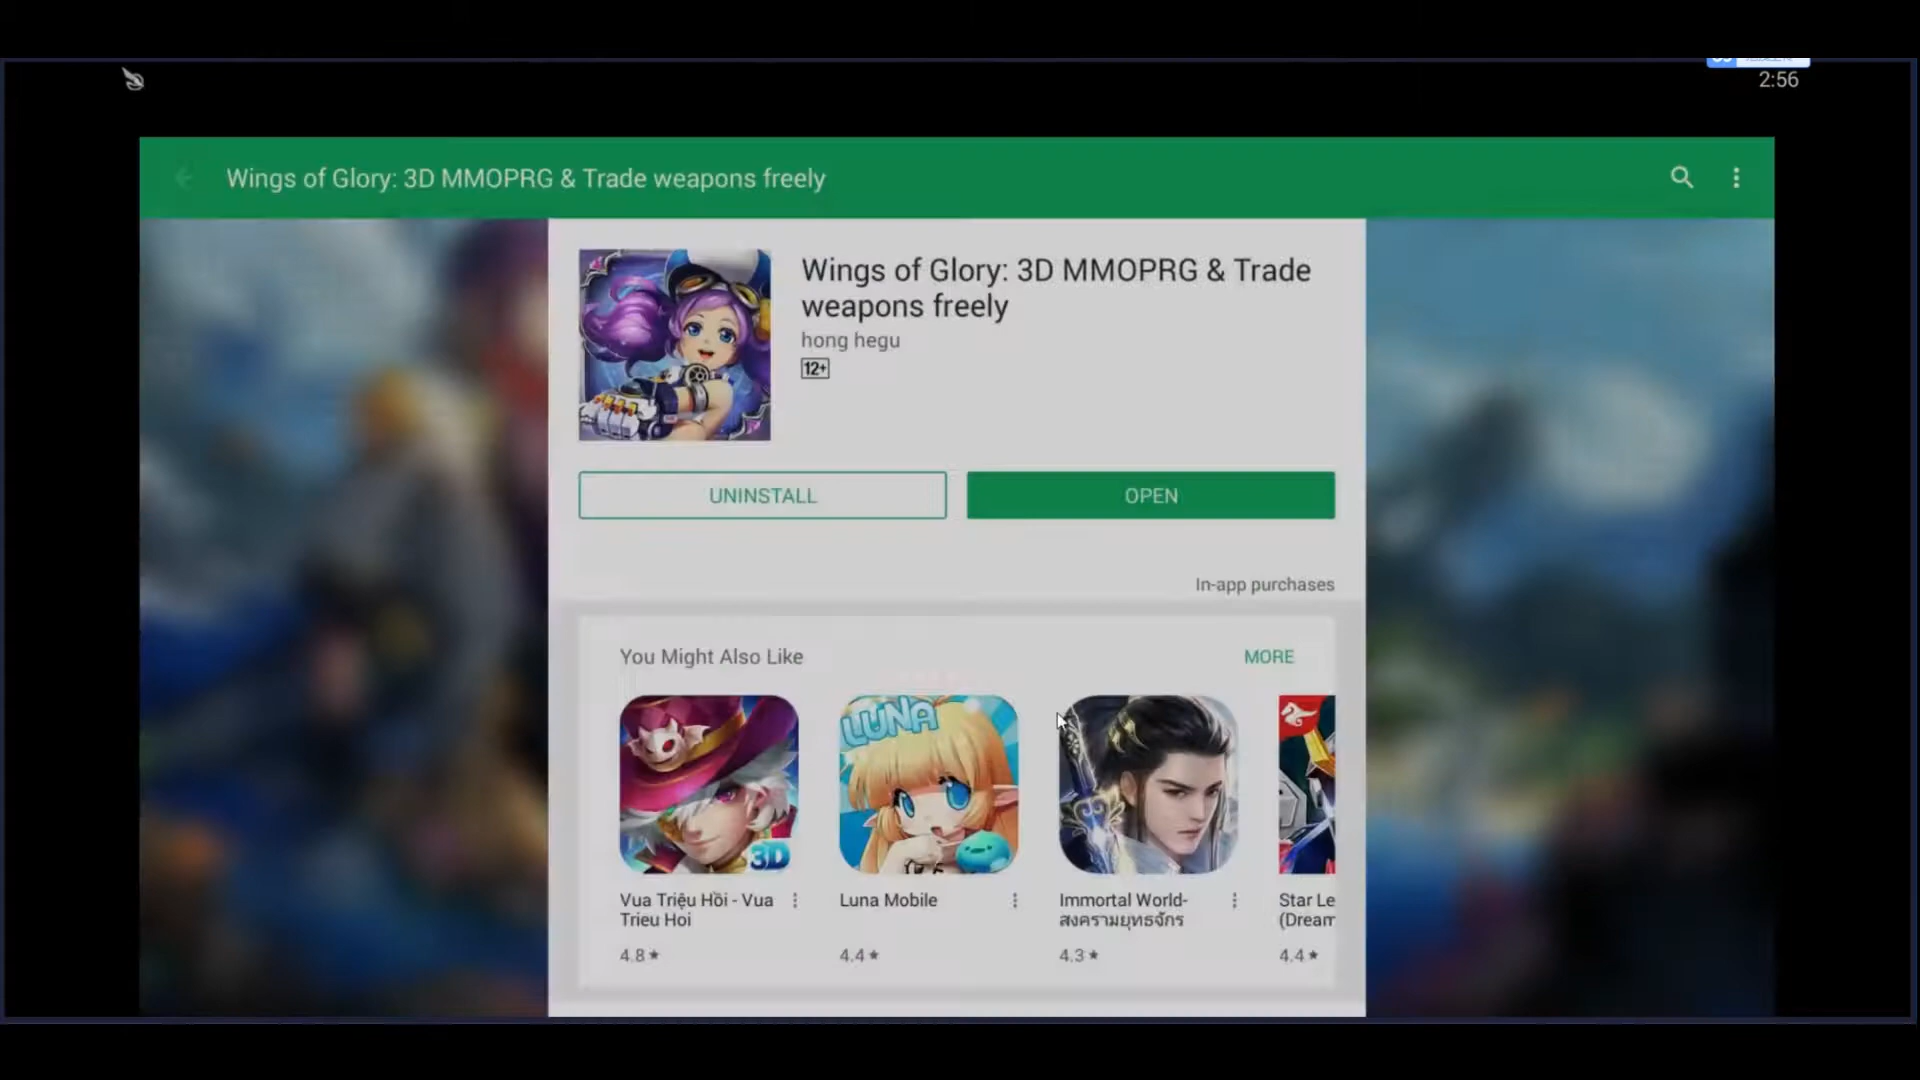 2:56
Wings of Glory: 3D MMOPRG & Trade weapons freely
Wings of Glory: 3D MMOPRG & Trade
weapons freely
hong hegu
12+
UNINSTALL
OPEN
In-app purchases
You Might Also Like
MORE
LUNA
3D
Vua Triệu Hồi - Vua
Trieu Hoi
Luna Mobile
Immortal World-
สงครามยุทธจักร
Star Le
(Dream
4.8★
4.4★
4.3★
4.4★